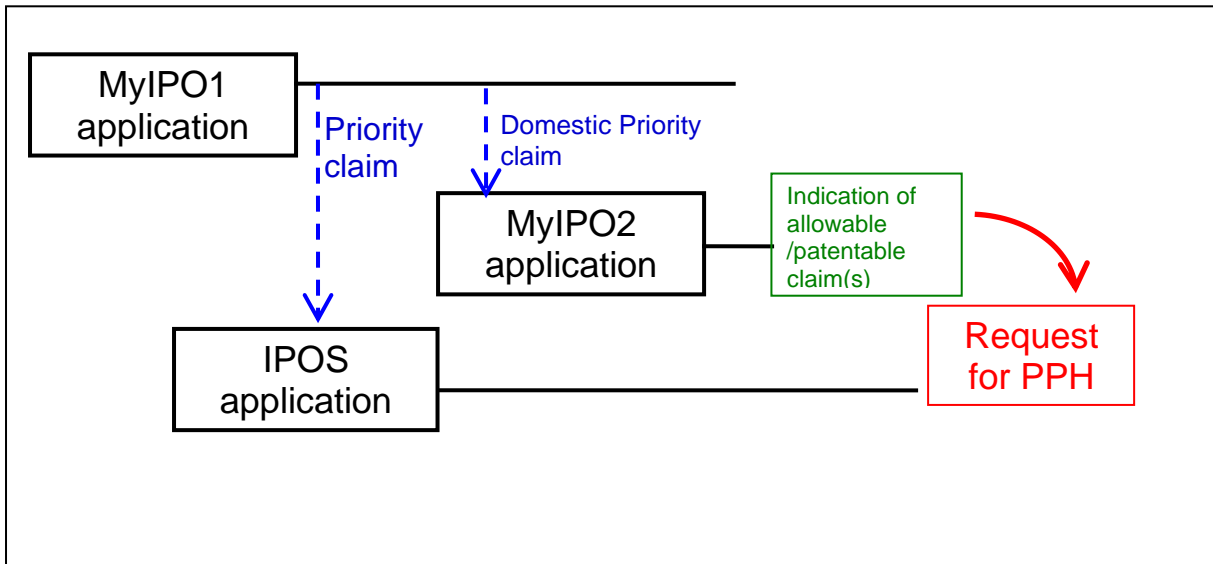 MyIPO1
application
Priority
claim
Domestic Priority
claim
MyIPO2
application
Indication of
allowable
/patentable
claim(s)
IPOS
application
Request
for PPH